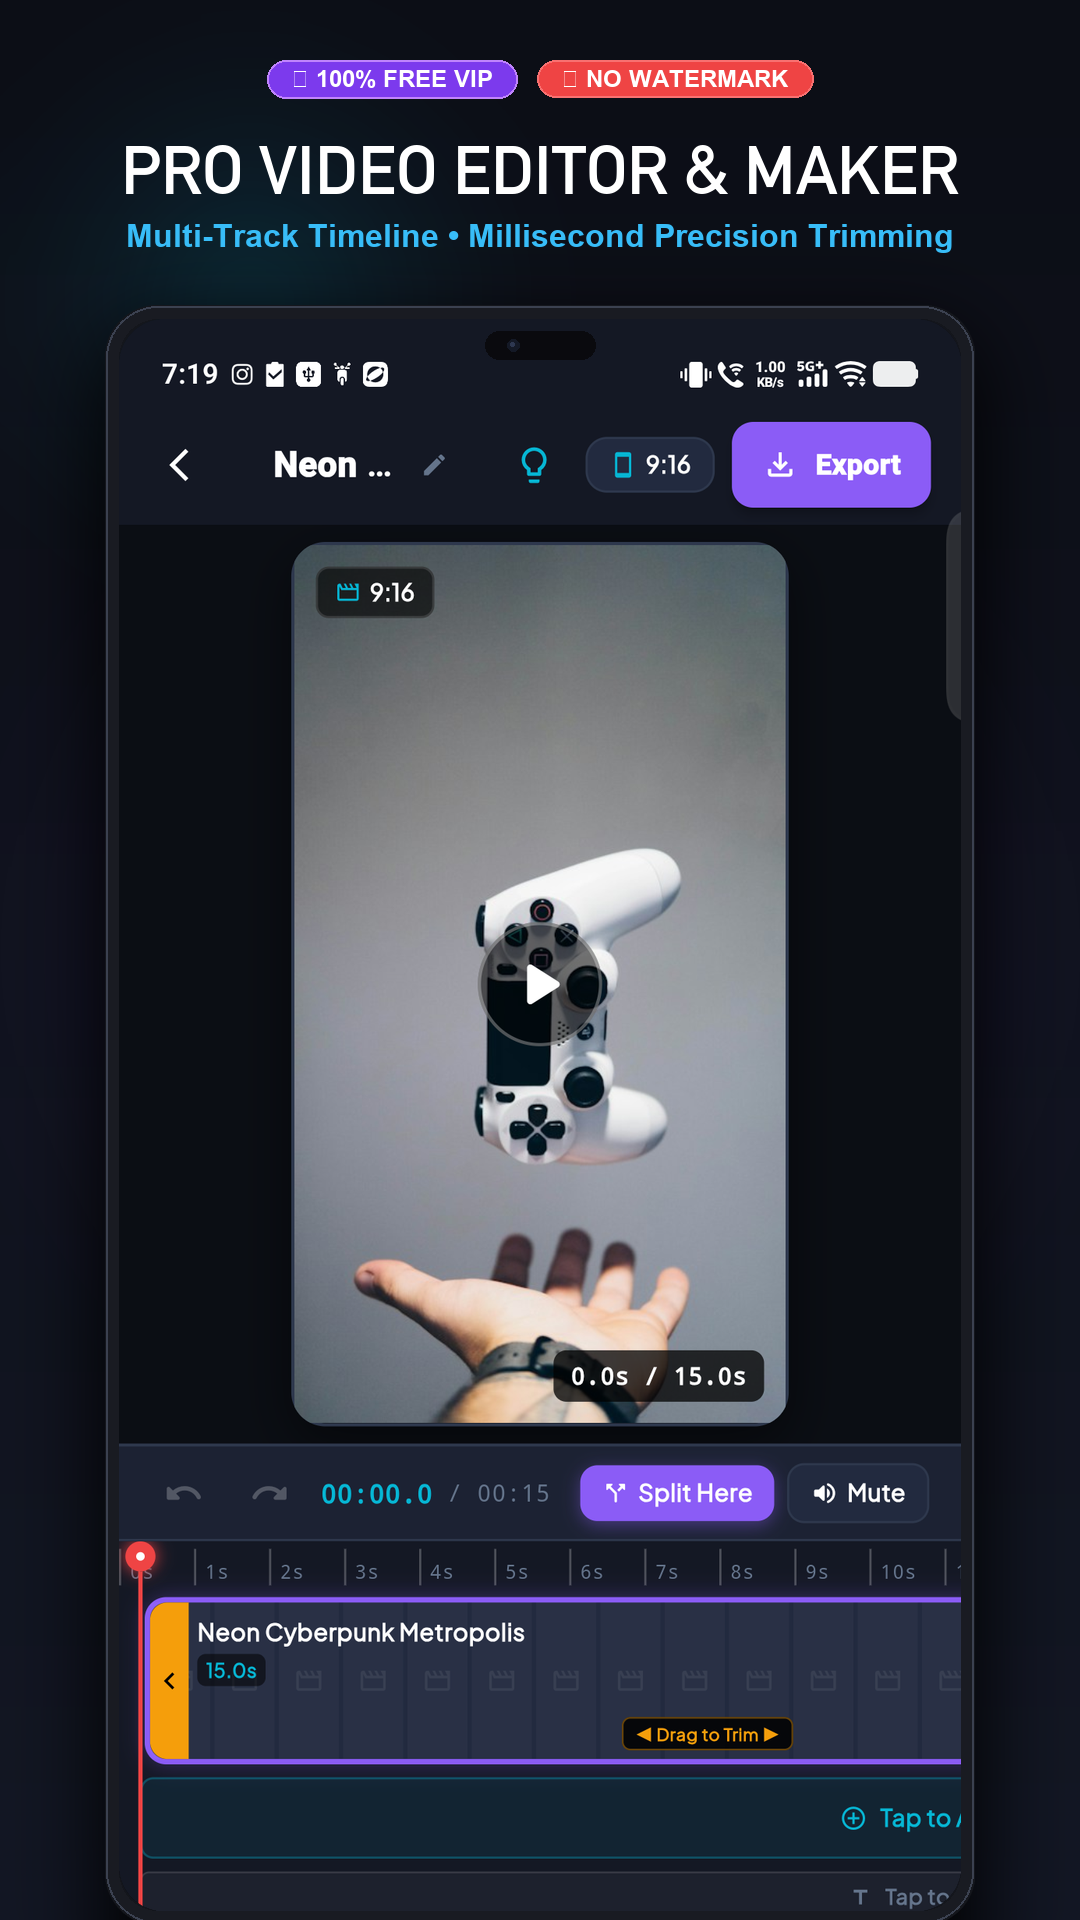 100% FREE VIP
NO WATERMARK
PRO VIDEO EDITOR & MAKER
Multi-Track Timeline • Millisecond Precision Trimming
7:19
1.00 KB/s
5G+
Neon ...
9:16
Export
9:16
0.0s / 15.0s
00:00.0 / 00:15
Split Here
Mute
0s 1s 2s 3s 4s 5s 6s 7s 8s 9s 10s
Neon Cyberpunk Metropolis
15.0s
◀ Drag to Trim ▶
Tap to
T Tap to